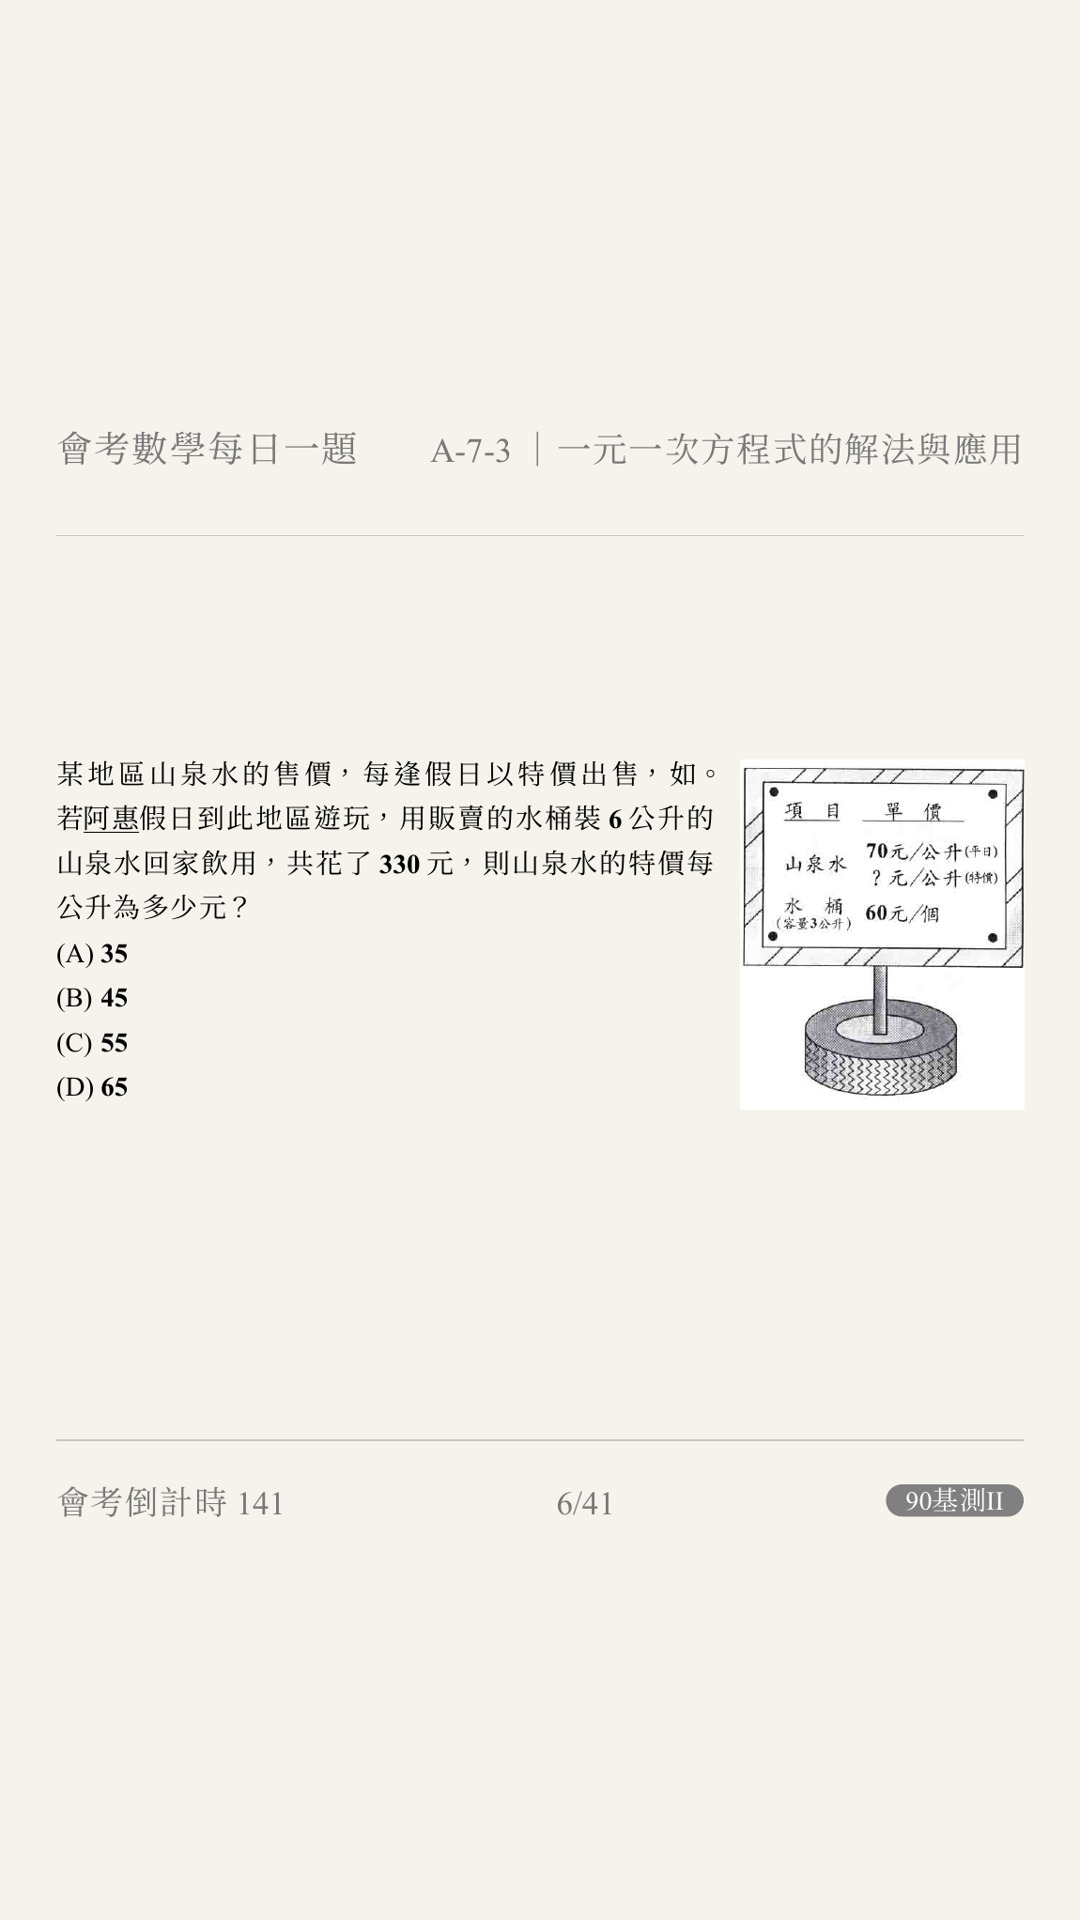 會考數學每日一題
A-7-3 | 一元一次方程式的解法與應用
某地區山泉水的售價，每逢假日以特價出售，如。
若阿惠假日到此地區遊玩，用販賣的水桶裝 6 公升的
山泉水回家飲用，共花了 330 元，則山泉水的特價每
公升為多少元？
(A) 35
(B) 45
(C) 55
(D) 65
項 目 單 價
山泉水 70元/公升(平日)
? 元/公升(特價)
水 桶 60元/個
(容量3公升)
會考倒計時 141
6/41
90基測II